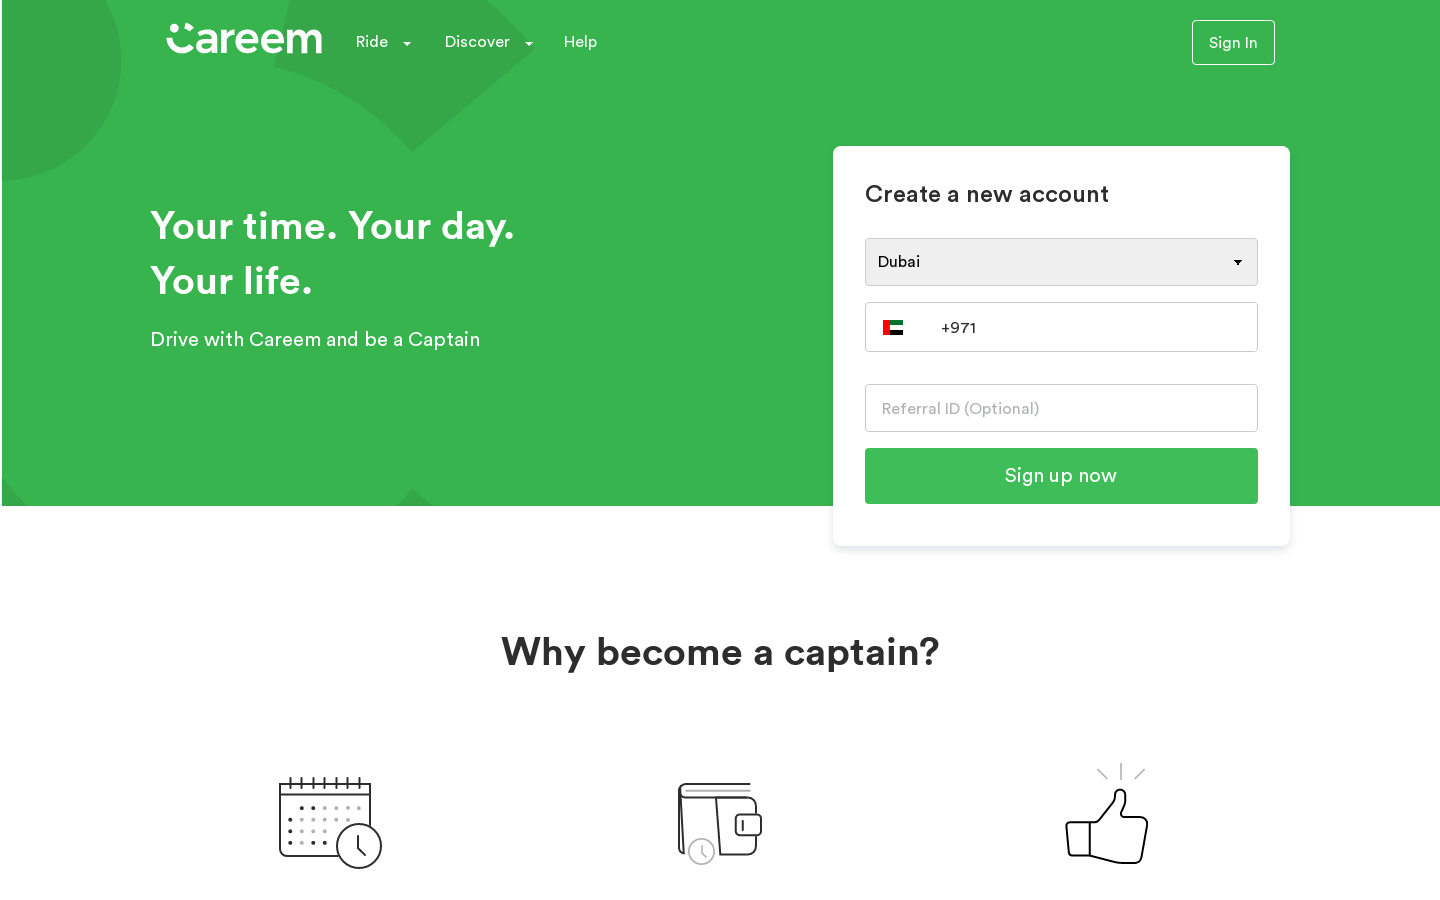 Careem
Ride
Discover
Help
Sign In
Your time. Your day.
Your life.
Drive with Careem and be a Captain
Create a new account
Dubai
+971
Referral ID (Optional)
Sign up now
Why become a captain?